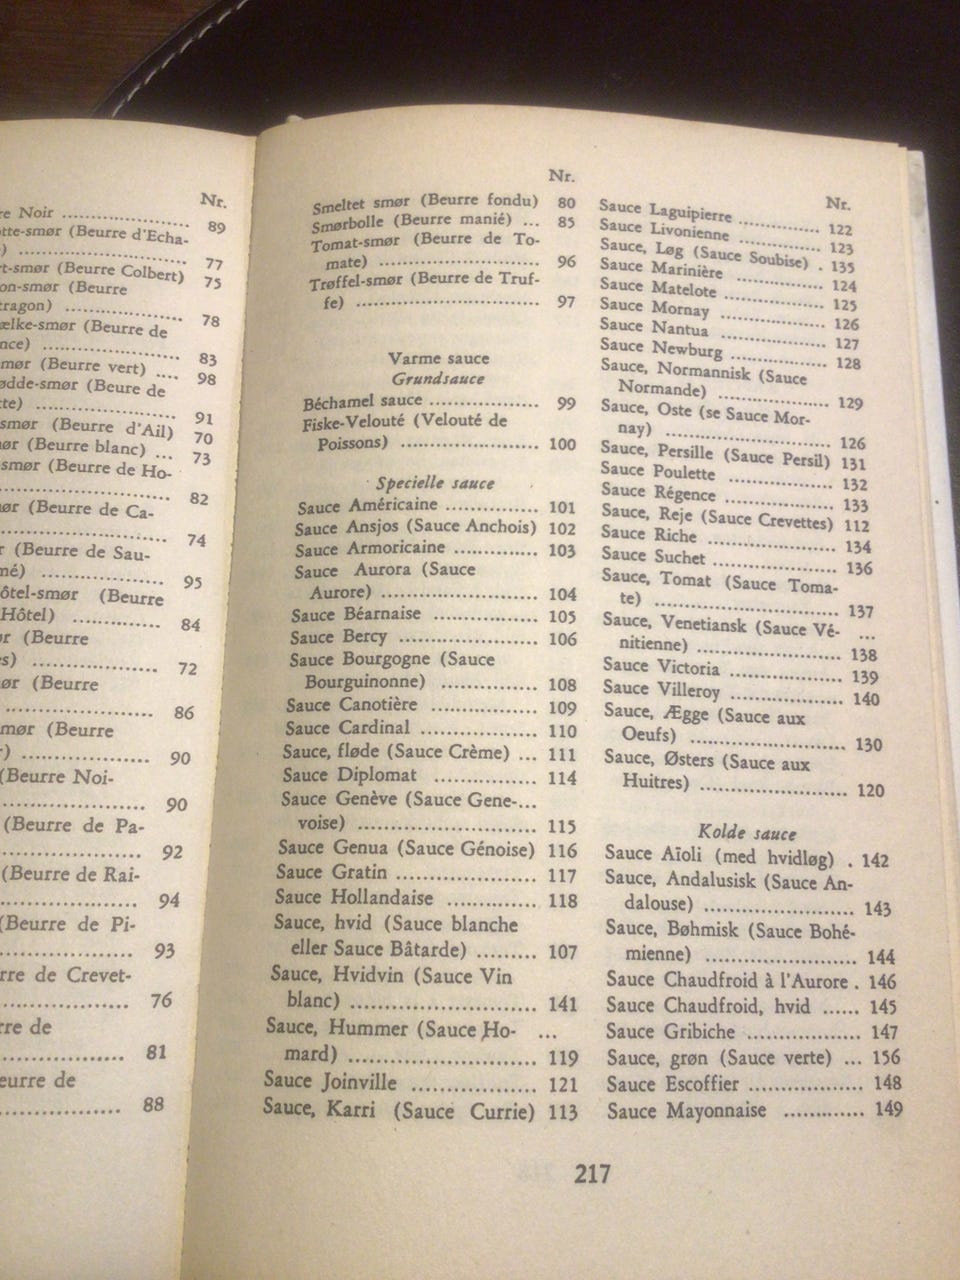 Nr.
re Noir ........ 89
otte-smør (Beurre d'Echa-
) ........ 77
rt-smør (Beurre Colbert) 75
on-smør (Beurre
tragon) ........ 78
ælke-smør (Beurre de
nce) ........ 83
smør (Beurre vert) .... 98
ødde-smør (Beure de
tte) ........ 91
-smør (Beurre d'Ail) 70
ør (Beurre blanc) ... 73
-smør (Beurre de Ho-
........ 82
ør (Beurre de Ca-
........ 74
r (Beurre de Sau-
mé) ........ 95
ôtel-smør (Beurre
Hôtel) ........ 84
ør (Beurre
es) ........ 72
ør (Beurre
........ 86
mør (Beurre
r) ........ 90
(Beurre Noi-
........ 90
(Beurre de Pa-
........ 92
(Beurre de Rai-
........ 94
(Beurre de Pi-
........ 93
rre de Crevet-
........ 76
rre de
........ 81
eurre de
........ 88
Nr.
Smeltet smør (Beurre fondu) 80
Smørbolle (Beurre manié) ... 85
Tomat-smør (Beurre de To-
mate) ........ 96
Trøffel-smør (Beurre de Truf-
fe) ........ 97
Varme sauce
Grundsauce
Béchamel sauce ........ 99
Fiske-Velouté (Velouté de
Poissons) ........ 100
Specielle sauce
Sauce Américaine ........ 101
Sauce Ansjos (Sauce Anchois) 102
Sauce Armoricaine ........ 103
Sauce Aurora (Sauce
Aurore) ........ 104
Sauce Béarnaise ........ 105
Sauce Bercy ........ 106
Sauce Bourgogne (Sauce
Bourguinonne) ........ 108
Sauce Canotière ........ 109
Sauce Cardinal ........ 110
Sauce, fløde (Sauce Crème) ... 111
Sauce Diplomat ........ 114
Sauce Genève (Sauce Gene-...
voise) ........ 115
Sauce Genua (Sauce Génoise) 116
Sauce Gratin ........ 117
Sauce Hollandaise ........ 118
Sauce, hvid (Sauce blanche
eller Sauce Bâtarde) ........ 107
Sauce, Hvidvin (Sauce Vin
blanc) ........ 141
Sauce, Hummer (Sauce Ho- ...
mard) ........ 119
Sauce Joinville ........ 121
Sauce, Karri (Sauce Currie) 113
Nr.
Sauce Laguipierre ........ 122
Sauce Livonienne ........ 123
Sauce, Løg (Sauce Soubise) . 135
Sauce Marinière ........ 124
Sauce Matelote ........ 125
Sauce Mornay ........ 126
Sauce Nantua ........ 127
Sauce Newburg ........ 128
Sauce, Normannisk (Sauce
Normande) ........ 129
Sauce, Oste (se Sauce Mor-
nay) ........ 126
Sauce, Persille (Sauce Persil) 131
Sauce Poulette ........ 132
Sauce Régence ........ 133
Sauce, Reje (Sauce Crevettes) 112
Sauce Riche ........ 134
Sauce Suchet ........ 136
Sauce, Tomat (Sauce Toma-
te) ........ 137
Sauce, Venetiansk (Sauce Vé- ...
nitienne) ........ 138
Sauce Victoria ........ 139
Sauce Villeroy ........ 140
Sauce, Ægge (Sauce aux
Oeufs) ........ 130
Sauce, Østers (Sauce aux
Huitres) ........ 120
Kolde sauce
Sauce Aïoli (med hvidløg) . 142
Sauce, Andalusisk (Sauce An-
dalouse) ........ 143
Sauce, Bøhmisk (Sauce Bohé-
mienne) ........ 144
Sauce Chaudfroid à l'Aurore . 146
Sauce Chaudfroid, hvid ...... 145
Sauce Gribiche ........ 147
Sauce, grøn (Sauce verte) ... 156
Sauce Escoffier ........ 148
Sauce Mayonnaise ........ 149
217